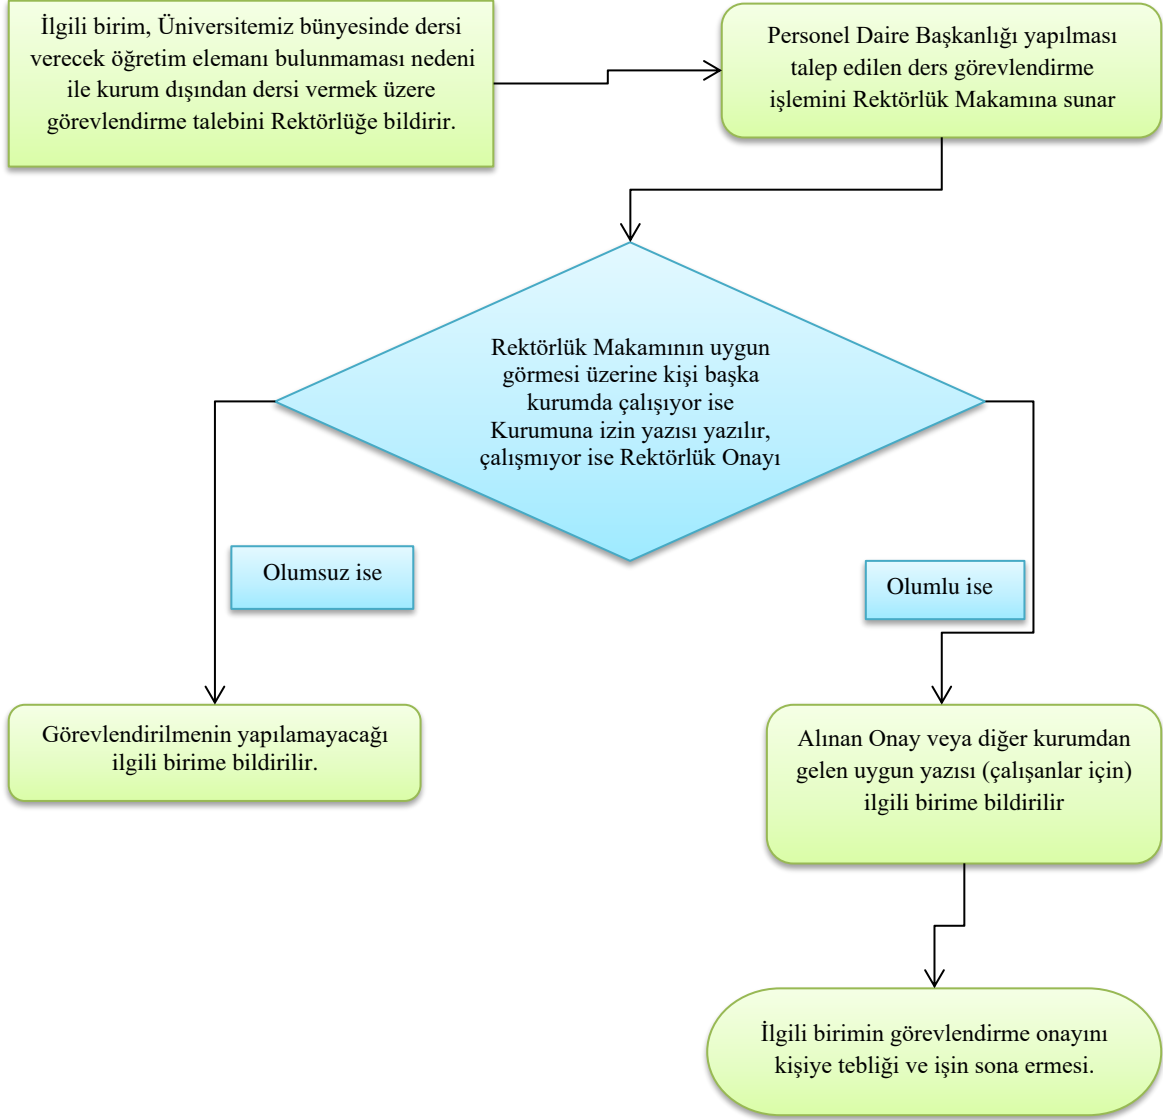 İlgili birim, Üniversitemiz bünyesinde dersi
verecek öğretim elemanı bulunmaması nedeni
ile kurum dışından dersi vermek üzere
görevlendirme talebini Rektörlüğe bildirir.
Personel Daire Başkanlığı yapılması
talep edilen ders görevlendirme
işlemini Rektörlük Makamına sunar
Rektörlük Makamının uygun
görmesi üzerine kişi başka
kurumda çalışıyor ise
Kurumuna izin yazısı yazılır,
çalışmıyor ise Rektörlük Onayı
Olumsuz ise
Olumlu ise
Görevlendirilmenin yapılamayacağı
ilgili birime bildirilir.
Alınan Onay veya diğer kurumdan
gelen uygun yazısı (çalışanlar için)
ilgili birime bildirilir
İlgili birimin görevlendirme onayını
kişiye tebliği ve işin sona ermesi.